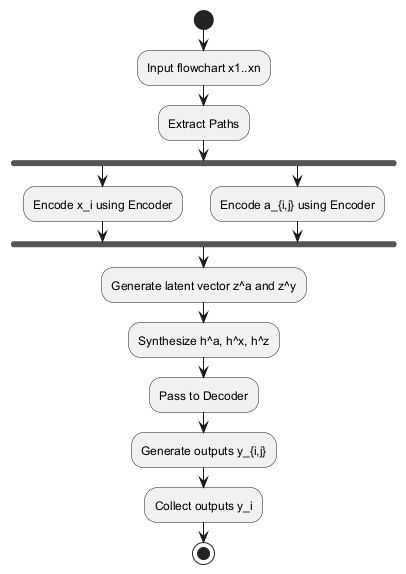 Input flowchart x1..xn
Extract Paths
Encode x_i using Encoder
Encode a_{i,j} using Encoder
Generate latent vector z^a and z^y
Synthesize h^a, h^x, h^z
Pass to Decoder
Generate outputs y_{i,j}
Collect outputs y_i